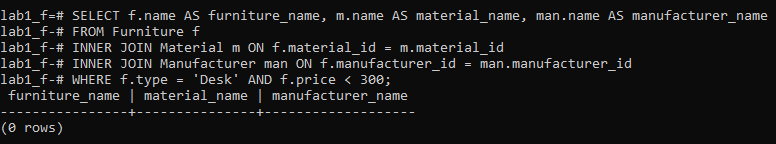 lab1_f=# SELECT f.name AS furniture_name, m.name AS material_name, man.name AS manufacturer_name
lab1_f-# FROM Furniture f
lab1_f-# INNER JOIN Material m ON f.material_id = m.material_id
lab1_f-# INNER JOIN Manufacturer man ON f.manufacturer_id = man.manufacturer_id
lab1_f-# WHERE f.type = 'Desk' AND f.price < 300;
 furniture_name | material_name | manufacturer_name
----------------+---------------+-------------------
(0 rows)